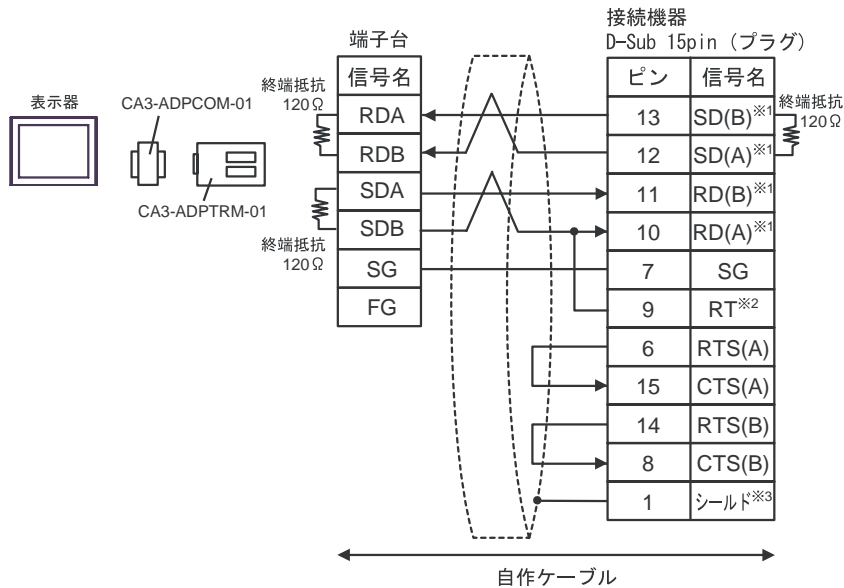 接続機器
D-Sub 15pin (プラグ)
端子台
信号名
RDA
RDB
SDA
SDB
SG
FG
終端抵抗
120Ω
終端抵抗
120Ω
表示器
CA3-ADPCOM-01
CA3-ADPTRM-01
ピン 信号名
13 SD(B)※1
12 SD(A)※1
11 RD(B)※1
10 RD(A)※1
7 SG
9 RT※2
6 RTS(A)
15 CTS(A)
14 RTS(B)
8 CTS(B)
1 シールド※3
終端抵抗
120Ω
自作ケーブル